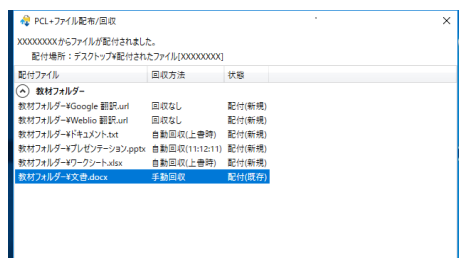 PCL+ファイル配布/回収
XXXXXXXXからファイルが配付されました。
配付場所：デスクトップ¥配付されたファイル[XXXXXXXX]
配付ファイル 回収方法 状態
教材フォルダー
教材フォルダー¥Google 翻訳.url 回収なし 配付(新規)
教材フォルダー¥Weblio 翻訳.url 回収なし 配付(新規)
教材フォルダー¥ドキュメント.txt 自動回収(上書時) 配付(新規)
教材フォルダー¥プレゼンテーション.pptx 自動回収(11:12:11) 配付(新規)
教材フォルダー¥ワークシート.xlsx 自動回収(上書時) 配付(新規)
教材フォルダー¥文書.docx 手動回収 配付(既存)